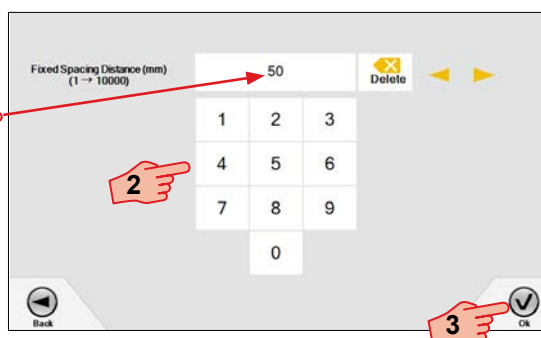 Fixed Spacing Distance (mm)
(1 → 10000)
50
Delete
1 2 3
4 5 6
7 8 9
0
2
3
Back
Ok